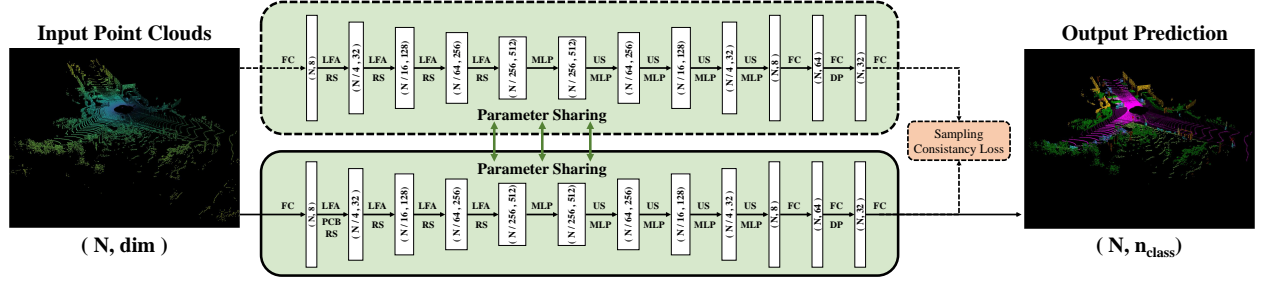 Input Point Clouds
( N, dim )
FC
( N, 8 )
LFA
RS
( N / 4 , 32 )
LFA
RS
( N / 16 , 128)
LFA
RS
( N / 64 , 256)
LFA
RS
( N / 256 , 512)
MLP
( N / 256 , 512)
US
MLP
( N / 64 , 256)
US
MLP
( N / 16 , 128)
US
MLP
( N / 4 , 32 )
US
MLP
( N, 8 )
FC
( N, 64 )
FC
DP
( N, 32 )
FC
Parameter Sharing
Parameter Sharing
FC
( N, 8 )
LFA
PCB
RS
( N / 4 , 32 )
LFA
RS
( N / 16 , 128)
LFA
RS
( N / 64 , 256)
LFA
RS
( N / 256 , 512)
MLP
( N / 256 , 512)
US
MLP
( N / 64 , 256)
US
MLP
( N / 16 , 128)
US
MLP
( N / 4 , 32 )
US
MLP
( N, 8 )
FC
( N, 64 )
FC
DP
( N, 32 )
FC
Sampling
Consistancy Loss
Output Prediction
( N, n_class)